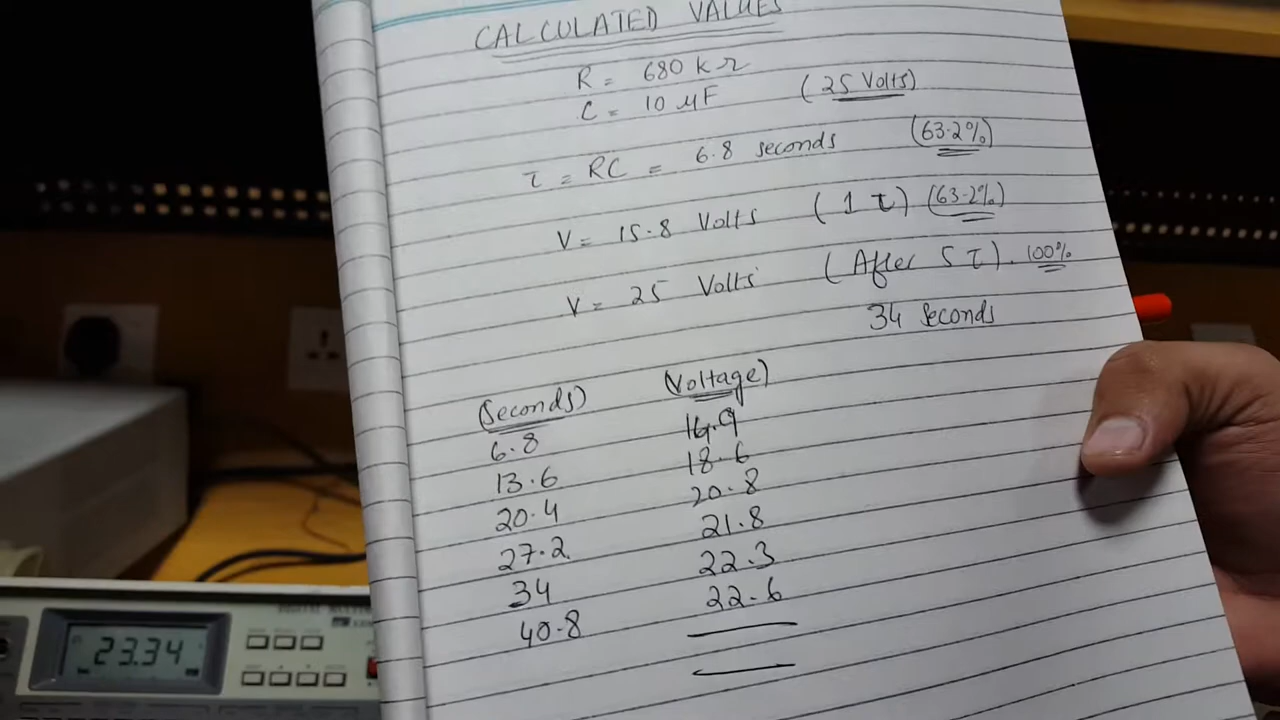 CALCULATED VALUES
R = 680 kΩ
C = 10 μF (25 Volts)
τ = RC = 6.8 seconds (63.2%)
V = 15.8 Volts (1 τ) (63.2%)
V = 25 Volts (After 5 τ). 100%
34 seconds
(Seconds) (Voltage)
6.8 14.9
13.6 18.6
20.4 20.8
27.2 21.8
34 22.3
40.8 22.6
23.34